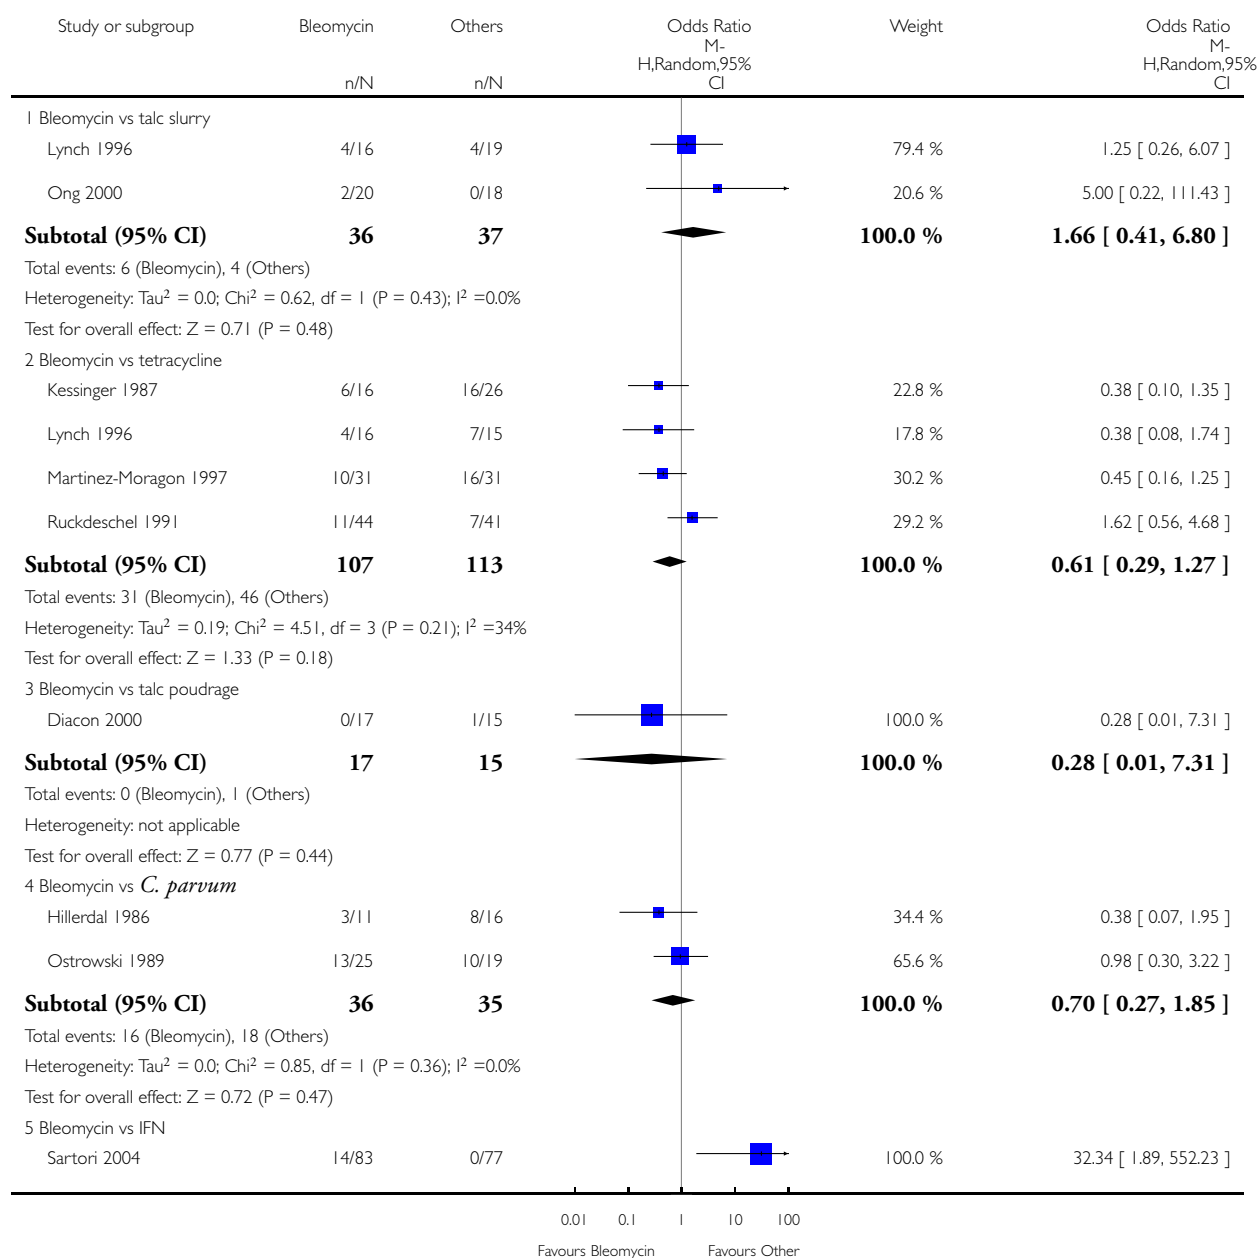 Study or subgroup Bleomycin Others Odds Ratio Weight Odds Ratio
M- M-
H,Random,95% H,Random,95%
n/N n/N CI CI
1 Bleomycin vs talc slurry
Lynch 1996 4/16 4/19 79.4 % 1.25 [ 0.26, 6.07 ]
Ong 2000 2/20 0/18 20.6 % 5.00 [ 0.22, 111.43 ]
Subtotal (95% CI) 36 37 100.0 % 1.66 [ 0.41, 6.80 ]
Total events: 6 (Bleomycin), 4 (Others)
Heterogeneity: Tau² = 0.0; Chi² = 0.62, df = 1 (P = 0.43); I² =0.0%
Test for overall effect: Z = 0.71 (P = 0.48)
2 Bleomycin vs tetracycline
Kessinger 1987 6/16 16/26 22.8 % 0.38 [ 0.10, 1.35 ]
Lynch 1996 4/16 7/15 17.8 % 0.38 [ 0.08, 1.74 ]
Martinez-Moragon 1997 10/31 16/31 30.2 % 0.45 [ 0.16, 1.25 ]
Ruckdeschel 1991 11/44 7/41 29.2 % 1.62 [ 0.56, 4.68 ]
Subtotal (95% CI) 107 113 100.0 % 0.61 [ 0.29, 1.27 ]
Total events: 31 (Bleomycin), 46 (Others)
Heterogeneity: Tau² = 0.19; Chi² = 4.51, df = 3 (P = 0.21); I² =34%
Test for overall effect: Z = 1.33 (P = 0.18)
3 Bleomycin vs talc poudrage
Diacon 2000 0/17 1/15 100.0 % 0.28 [ 0.01, 7.31 ]
Subtotal (95% CI) 17 15 100.0 % 0.28 [ 0.01, 7.31 ]
Total events: 0 (Bleomycin), 1 (Others)
Heterogeneity: not applicable
Test for overall effect: Z = 0.77 (P = 0.44)
4 Bleomycin vs C. parvum
Hillerdal 1986 3/11 8/16 34.4 % 0.38 [ 0.07, 1.95 ]
Ostrowski 1989 13/25 10/19 65.6 % 0.98 [ 0.30, 3.22 ]
Subtotal (95% CI) 36 35 100.0 % 0.70 [ 0.27, 1.85 ]
Total events: 16 (Bleomycin), 18 (Others)
Heterogeneity: Tau² = 0.0; Chi² = 0.85, df = 1 (P = 0.36); I² =0.0%
Test for overall effect: Z = 0.72 (P = 0.47)
5 Bleomycin vs IFN
Sartori 2004 14/83 0/77 100.0 % 32.34 [ 1.89, 552.23 ]
0.01 0.1 1 10 100
Favours Bleomycin Favours Other